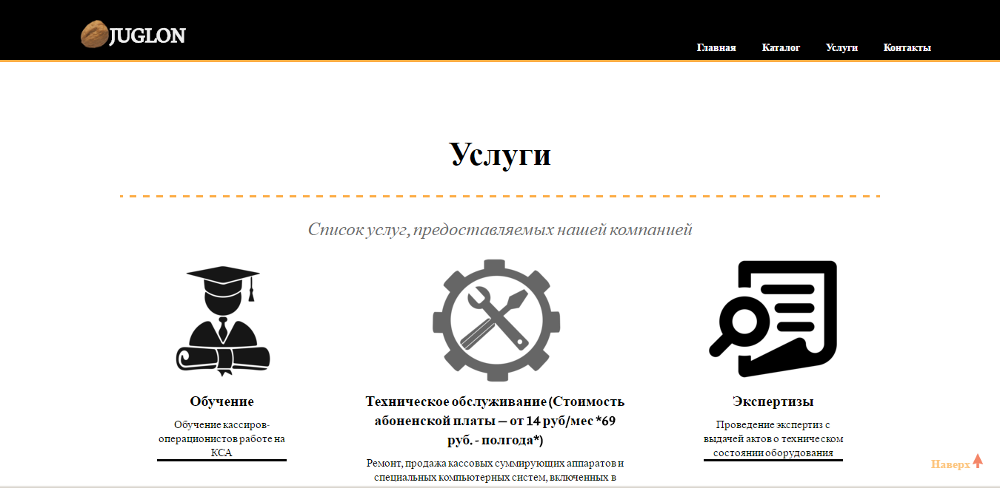 JUGLON
Главная Каталог Услуги Контакты
Услуги
Список услуг, предоставляемых нашей компанией
Обучение
Обучение кассиров-
операционистов работе на
КСА
Техническое обслуживание (Стоимость
абоненской платы – от 14 руб/мес *69
руб. - полгода*)
Ремонт, продажа кассовых суммирующих аппаратов и
специальных компьютерных систем, включенных в
Экспертизы
Проведение экспертиз с
выдачей актов о техническом
состоянии оборудования
Наверх